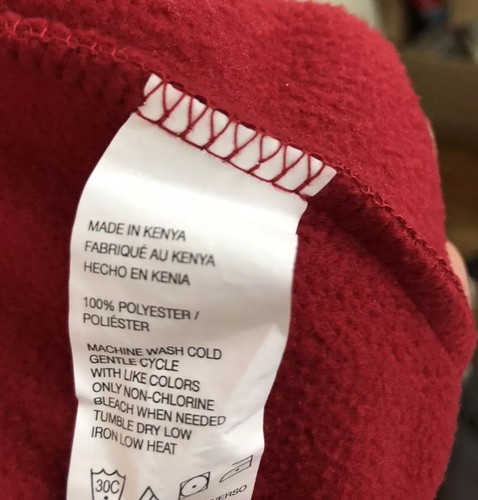 MADE IN KENYA
FABRIQUÉ AU KENYA
HECHO EN KENIA
100% POLYESTER /
POLIÉSTER
MACHINE WASH COLD
GENTLE CYCLE
WITH LIKE COLORS
ONLY NON-CHLORINE
BLEACH WHEN NEEDED
TUMBLE DRY LOW
IRON LOW HEAT
30C